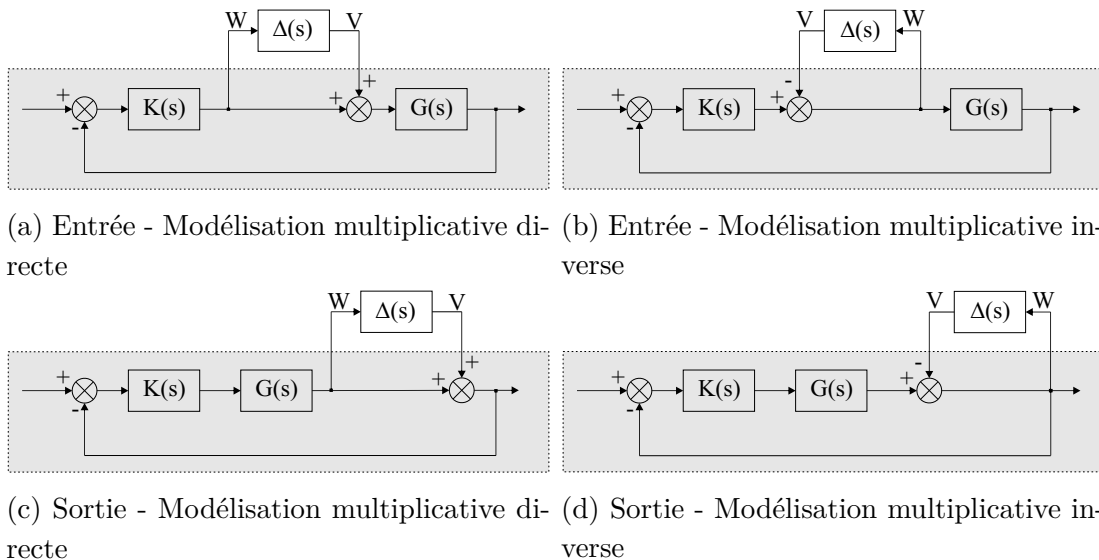 W Δ(s) V
+
+ K(s) + G(s)
-
V Δ(s) W
-
+ K(s) + G(s)
-
(a) Entrée - Modélisation multiplicative di-
recte
(b) Entrée - Modélisation multiplicative in-
verse
W Δ(s) V
+
+ K(s) G(s) +
-
V Δ(s) W
-
+ K(s) G(s) +
-
(c) Sortie - Modélisation multiplicative di-
recte
(d) Sortie - Modélisation multiplicative in-
verse